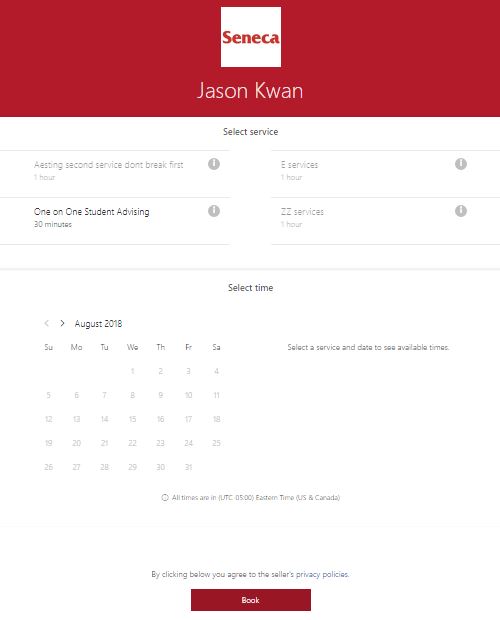 Seneca
Jason Kwan
Select service
Aesting second service dont break first
1 hour
E services
1 hour
One on One Student Advising
30 minutes
ZZ services
1 hour
Select time
August 2018
Su Mo Tu We Th Fr Sa
1 2 3 4
5 6 7 8 9 10 11
12 13 14 15 16 17 18
19 20 21 22 23 24 25
26 27 28 29 30 31
Select a service and date to see available times.
All times are in (UTC-05:00) Eastern Time (US & Canada)
By clicking below you agree to the seller's privacy policies.
Book